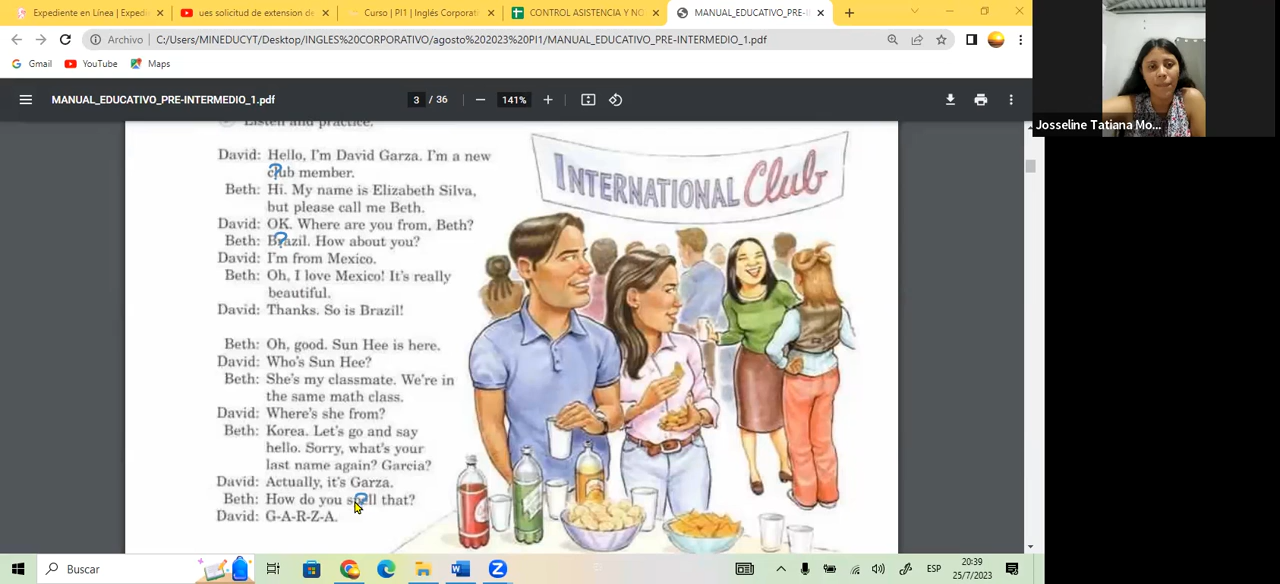 Expediente en Línea | Expedi
ues solicitud de extension de
Curso | PI1 | Inglés Corporat
CONTROL ASISTENCIA Y NO
MANUAL_EDUCATIVO_PRE-INTER
Archivo
C:/Users/MINEDUCYT/Desktop/INGLES%20CORPORATIVO/agosto%202023%20PI1/MANUAL_EDUCATIVO_PRE-INTERMEDIO_1.pdf
Gmail
YouTube
Maps
MANUAL_EDUCATIVO_PRE-INTERMEDIO_1.pdf
3 / 36
141%
Josseline Tatiana Mo...
Listen and practice.
INTERNATIONAL Club
David: Hello, I'm David Garza. I'm a new
club member.
Beth: Hi. My name is Elizabeth Silva,
but please call me Beth.
David: OK. Where are you from, Beth?
Beth: Brazil. How about you?
David: I'm from Mexico.
Beth: Oh, I love Mexico! It's really
beautiful.
David: Thanks. So is Brazil!
Beth: Oh, good. Sun Hee is here.
David: Who's Sun Hee?
Beth: She's my classmate. We're in
the same math class.
David: Where's she from?
Beth: Korea. Let's go and say
hello. Sorry, what's your
last name again? Garcia?
David: Actually, it's Garza.
Beth: How do you spell that?
David: G-A-R-Z-A.
?
?
?
Buscar
ESP
20:39
25/7/2023